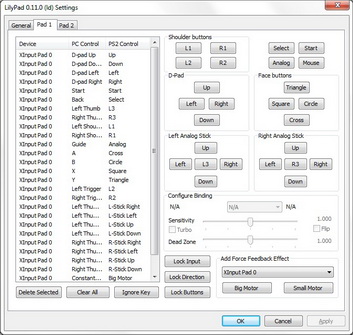 LilyPad 0.11.0 (ld) Settings
General Pad 1 Pad 2
Device PC Control PS2 Control
XInput Pad 0 D-pad Up D-Pad Up
XInput Pad 0 D-pad Do... D-Pad Down
XInput Pad 0 D-pad Left D-Pad Left
XInput Pad 0 D-pad Right D-Pad Right
XInput Pad 0 Start Start
XInput Pad 0 Back Select
XInput Pad 0 Left Thumb L3
XInput Pad 0 Right Thu... R3
XInput Pad 0 Left Shou... L1
XInput Pad 0 Right Sho... R1
XInput Pad 0 Guide Analog
XInput Pad 0 A Cross
XInput Pad 0 B Circle
XInput Pad 0 X Square
XInput Pad 0 Y Triangle
XInput Pad 0 Left Trigger L2
XInput Pad 0 Right Trig... R2
XInput Pad 0 Left Thu... L-Stick Right
XInput Pad 0 Left Thu... L-Stick Left
XInput Pad 0 Left Thu... L-Stick Up
XInput Pad 0 Left Thu... L-Stick Down
XInput Pad 0 Right Thu... R-Stick Right
XInput Pad 0 Right Thu... R-Stick Left
XInput Pad 0 Right Thu... R-Stick Up
XInput Pad 0 Right Thu... R-Stick Down
XInput Pad 0 Constant Big Motor
Delete Selected Clear All Ignore Key
Shoulder buttons
L1 R1
L2 R2
Select Start
Analog Mouse
D-Pad
Up
Left Right
Down
Face buttons
Triangle
Square Circle
Cross
Left Analog Stick
Up
Left L3 Right
Down
Right Analog Stick
Up
Left R3 Right
Down
Configure Binding
N/A N/A N/A
Sensitivity 1.000
Turbo Flip
Dead Zone 1.000
Lock Input
Lock Direction
Lock Buttons
Add Force Feedback Effect
XInput Pad 0
Big Motor Small Motor
OK Cancel Apply